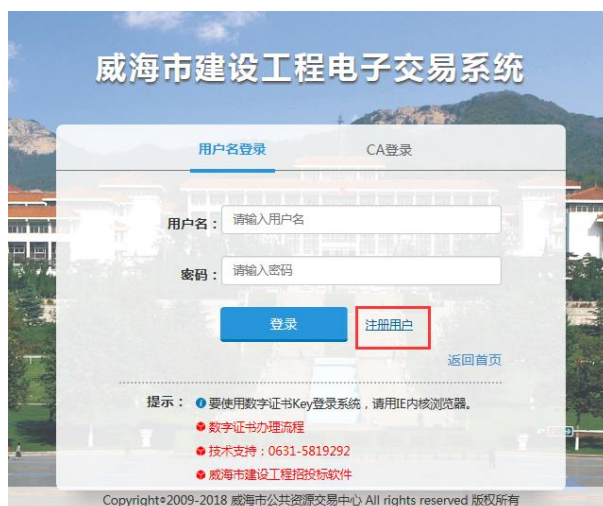 威海市建设工程电子交易系统
用户名登录 CA登录
用户名： 请输入用户名
密码： 请输入密码
登录 注册用户
返回首页
提示： 要使用数字证书Key登录系统，请用IE内核浏览器。
数字证书办理流程
技术支持：0631-5819292
威海市建设工程招投标软件
Copyright©2009-2018 威海市公共资源交易中心 All rights reserved 版权所有